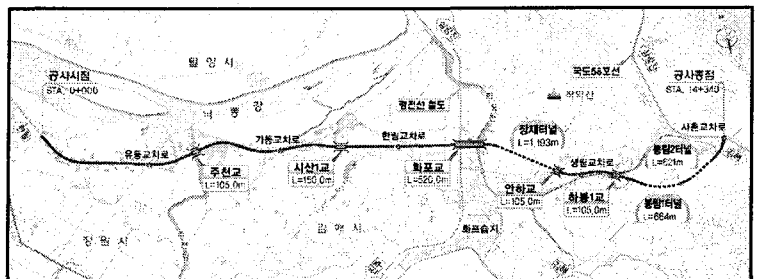 공사시점
STA. 0+000
밀 양 시
낙 동 강
유동교차로
주천교
L=105.0m
가동교차로
시산1교
L=150.0m
한림교차로
경전선 철도
화포교
L=520.0m
화포습지
장재터널
L=1,193m
안하교
L=105.0m
생림교차로
하봉1교
L=105.0m
봉림2터널
L=521m
봉림1터널
L=664m
국도58호선
작약산
공사종점
STA. 14+340
사촌교차로
창 원 시
김 해 시